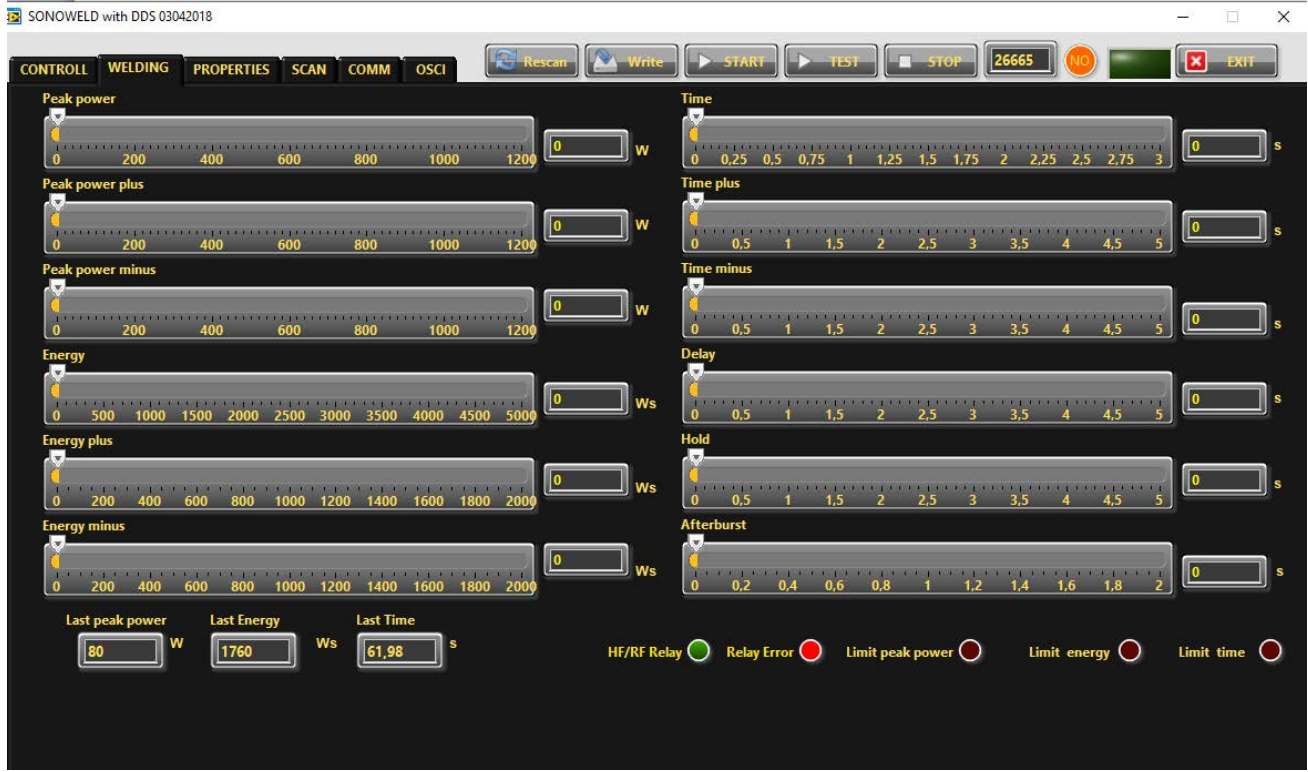 SONOWELD with DDS 03042018
CONTROLL WELDING PROPERTIES SCAN COMM OSCI Rescan Write START TEST STOP 26665 NO EXIT
Peak power
0 200 400 600 800 1000 1200 0 W
Peak power plus
0 200 400 600 800 1000 1200 0 W
Peak power minus
0 200 400 600 800 1000 1200 0 W
Energy
0 500 1000 1500 2000 2500 3000 3500 4000 4500 5000 0 Ws
Energy plus
0 200 400 600 800 1000 1200 1400 1600 1800 2000 0 Ws
Energy minus
0 200 400 600 800 1000 1200 1400 1600 1800 2000 0 Ws
Time
0 0,25 0,5 0,75 1 1,25 1,5 1,75 2 2,25 2,5 2,75 3 0 s
Time plus
0 0,5 1 1,5 2 2,5 3 3,5 4 4,5 5 0 s
Time minus
0 0,5 1 1,5 2 2,5 3 3,5 4 4,5 5 0 s
Delay
0 0,5 1 1,5 2 2,5 3 3,5 4 4,5 5 0 s
Hold
0 0,5 1 1,5 2 2,5 3 3,5 4 4,5 5 0 s
Afterburst
0 0,2 0,4 0,6 0,8 1 1,2 1,4 1,6 1,8 2 0 s
Last peak power Last Energy Last Time
80 W 1760 Ws 61,98 s
HF/RF Relay Relay Error Limit peak power Limit energy Limit time